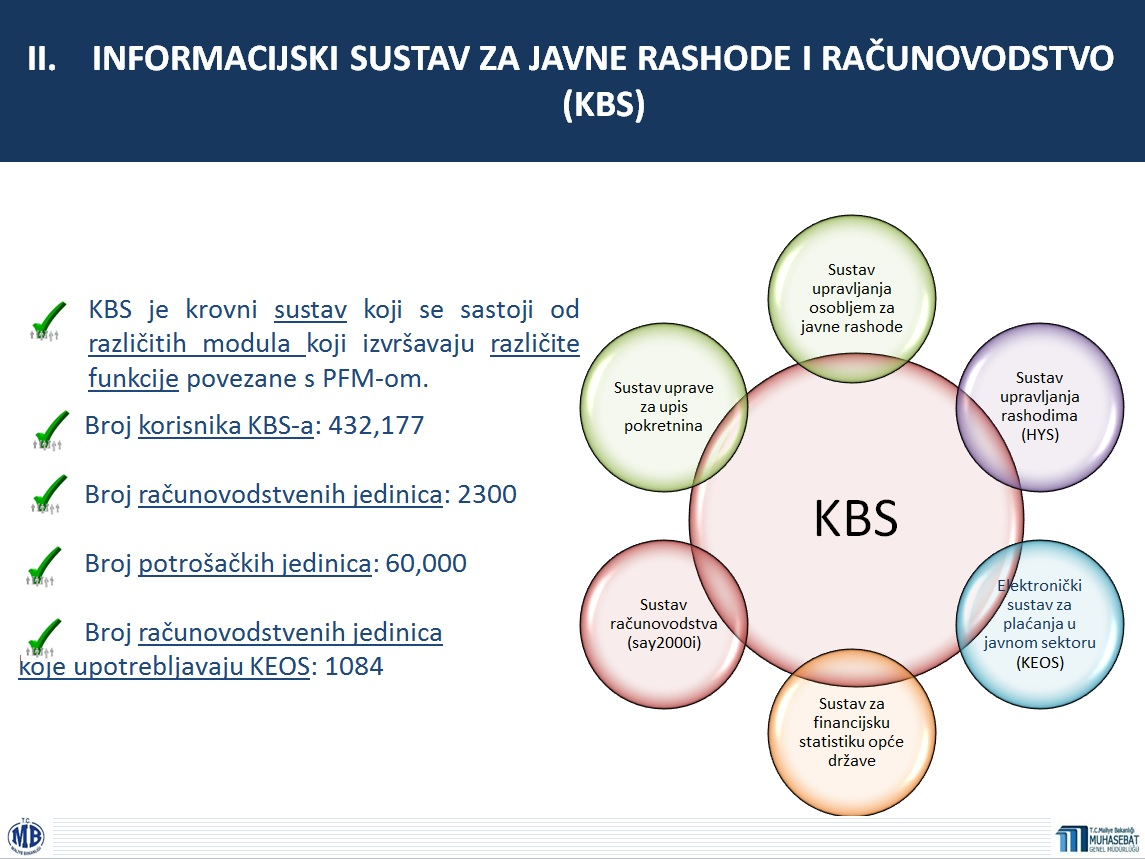 II. INFORMACIJSKI SUSTAV ZA JAVNE RASHODE I RAČUNOVODSTVO
(KBS)
KBS je krovni sustav koji se sastoji od
različitih modula koji izvršavaju različite
funkcije povezane s PFM-om.
Broj korisnika KBS-a: 432,177
Broj računovodstvenih jedinica: 2300
Broj potrošačkih jedinica: 60,000
Broj računovodstvenih jedinica
koje upotrebljavaju KEOS: 1084
Sustav
upravljanja
osobljem za
javne rashode
Sustav
upravljanja
rashodima
(HYS)
Elektronički
sustav za
plaćanja u
javnom sektoru
(KEOS)
Sustav za
financijsku
statistiku opće
države
Sustav
računovodstva
(say2000i)
Sustav uprave
za upis
pokretnina
KBS
T.C.
MB
MALİYE BAKANLIĞI
T.C.Maliye Bakanlığı
MUHASEBAT
GENEL MÜDÜRLÜĞÜ